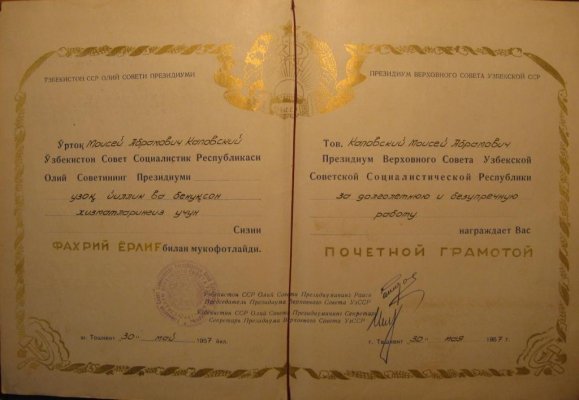 ЎЗБЕКИСТОН ССР ОЛИЙ СОВЕТИ ПРЕЗИДИУМИ
Ўртоқ Моисей Абрамович Каповский
Ўзбекистон Совет Социалистик Республикаси
Олий Советининг Президиуми
узоқ йиллик ва бенуқсон
хизматларингиз учун
Сизни
ФАХРИЙ ЁРЛИҒ билан мукофотлайди.
ПРЕЗИДИУМ ВЕРХОВНОГО СОВЕТА УЗБЕКСКОЙ ССР
Тов. Каповский Моисей Абрамович
Президиум Верховного Совета Узбекской
Советской Социалистической Республики
за долголетнюю и безупречную
работу
награждает Вас
ПОЧЕТНОЙ ГРАМОТОЙ
Ўзбекистон ССР Олий Совети Президиумининг Раиси
Председатель Президиума Верховного Совета УзССР
Ўзбекистон ССР Олий Совети Президиумининг Секретари
Секретарь Президиума Верховного Совета УзССР
ш. Тошкент 30 май 1967 йил.
г. Ташкент 30 мая 1967 г.